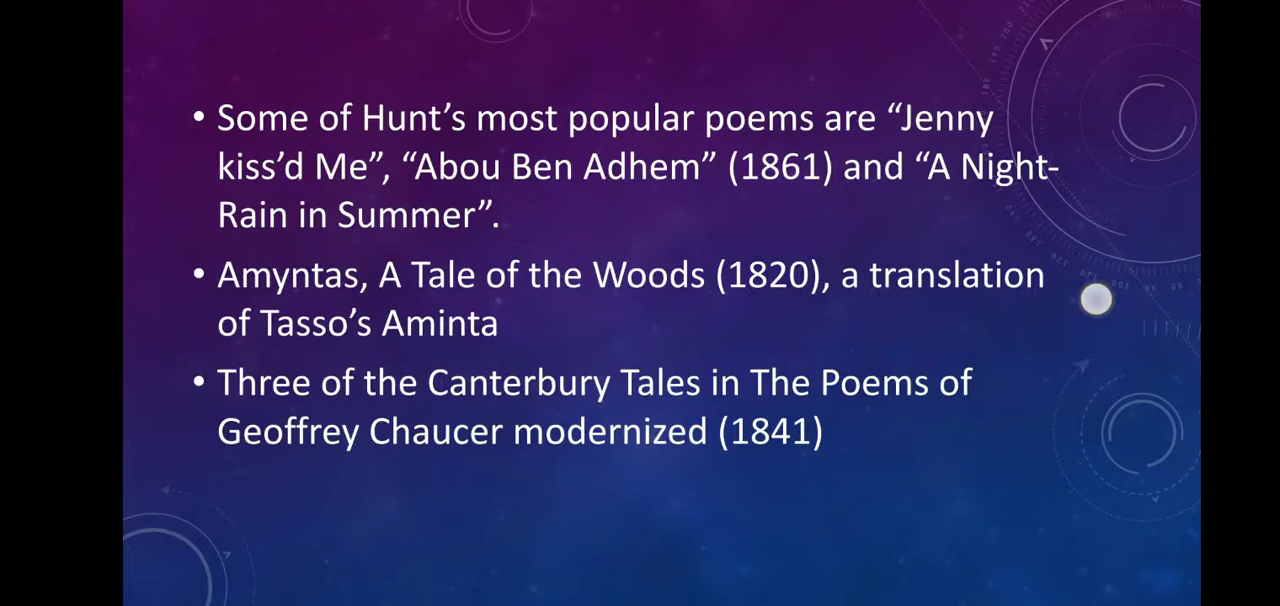 • Some of Hunt’s most popular poems are “Jenny
kiss’d Me”, “Abou Ben Adhem” (1861) and “A Night-
Rain in Summer”.
• Amyntas, A Tale of the Woods (1820), a translation
of Tasso’s Aminta
• Three of the Canterbury Tales in The Poems of
Geoffrey Chaucer modernized (1841)